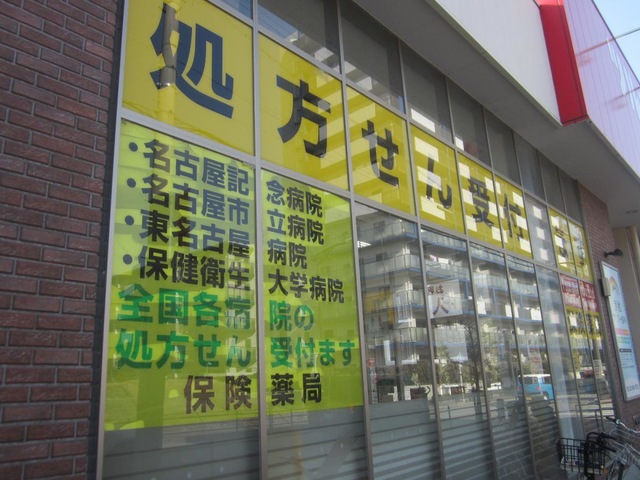 処方せん受付
・名古屋記念病院
・名古屋市立病院
・東名古屋病院
・保健衛生大学病院
全国各病院の
処方せん受付ます
保険薬局